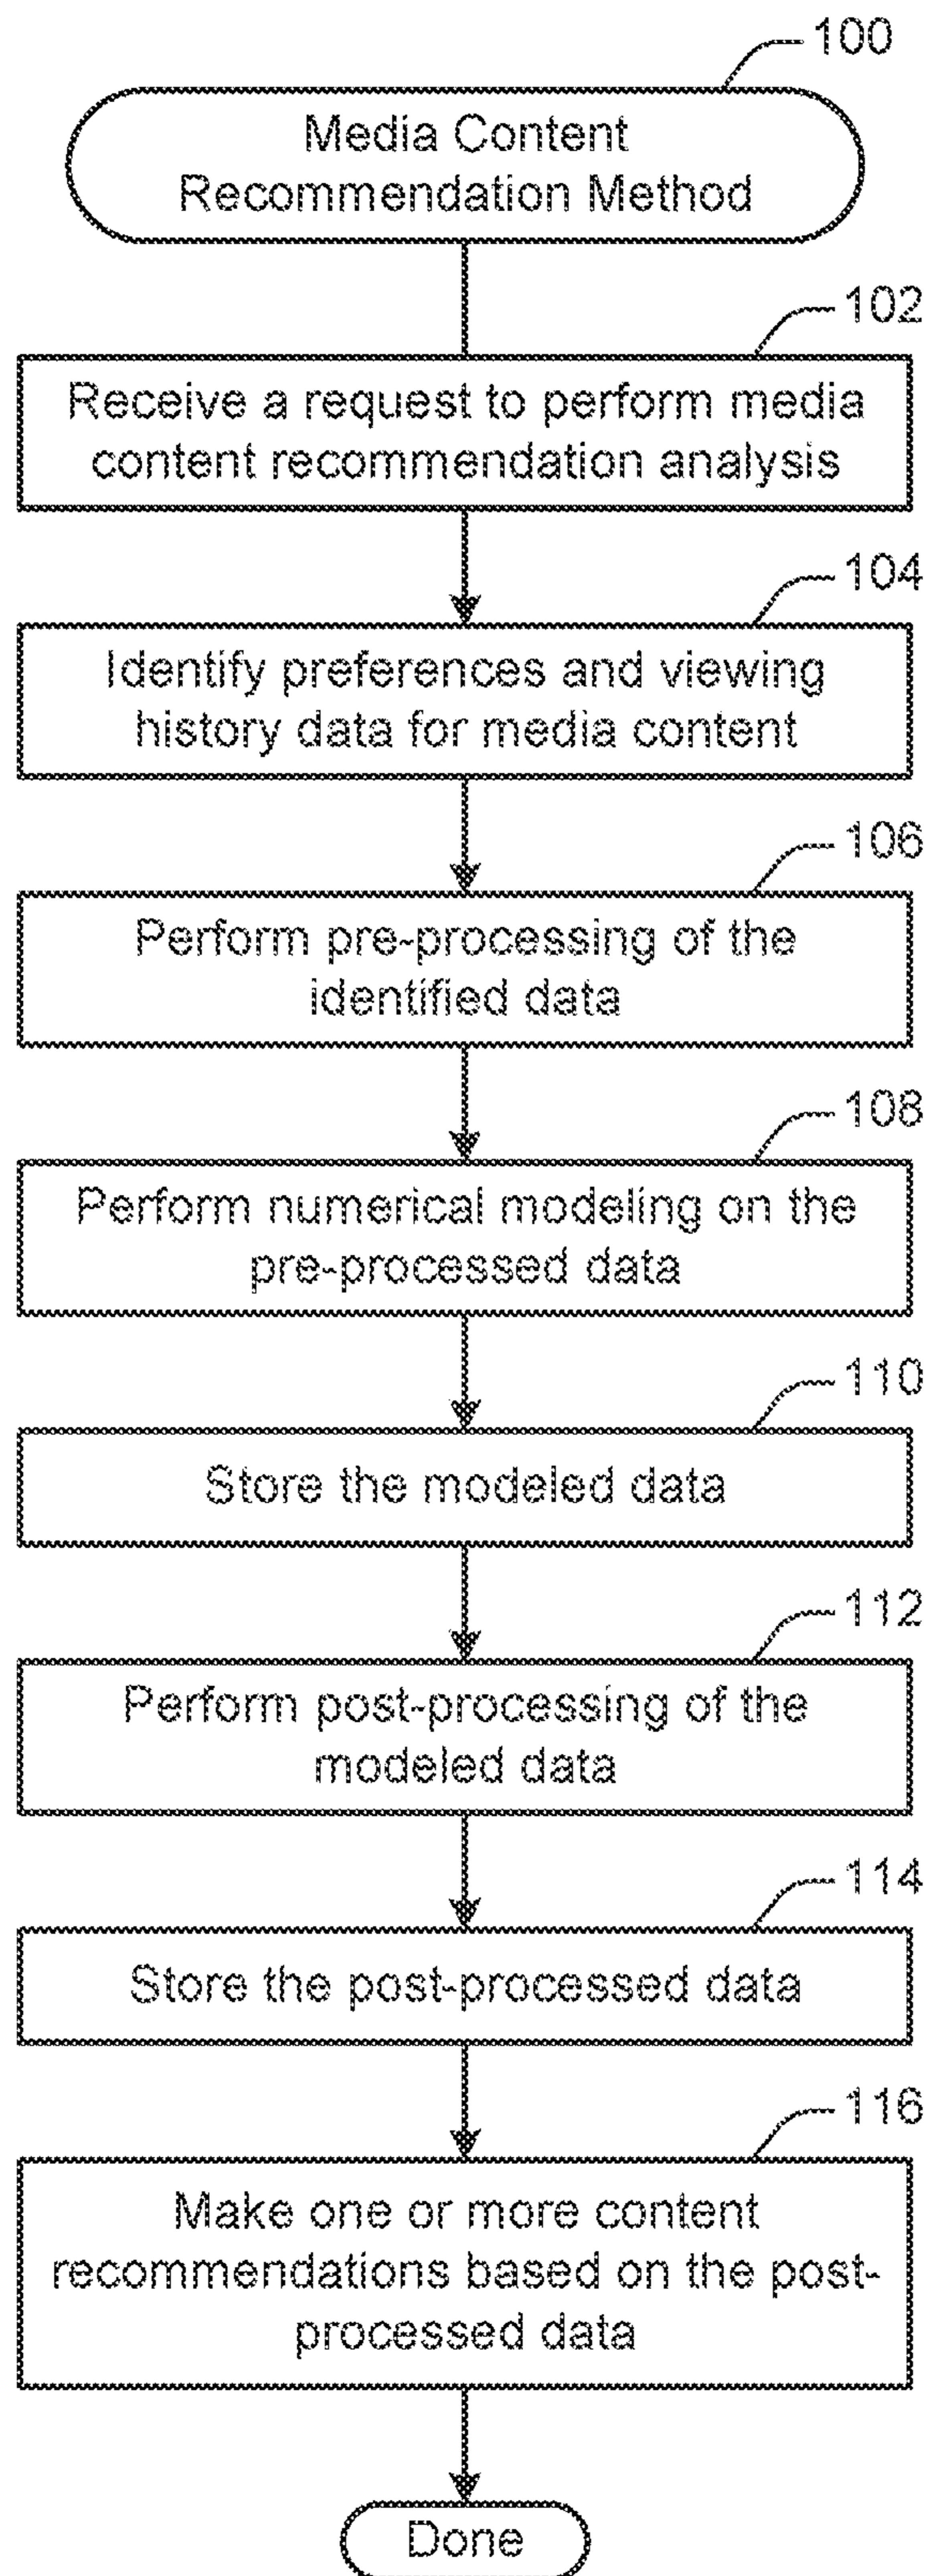 100
Media Content
Recommendation Method
102
Receive a request to perform media
content recommendation analysis
104
Identify preferences and viewing
history data for media content
106
Perform pre-processing of the
identified data
108
Perform numerical modeling on the
pre-processed data
110
Store the modeled data
112
Perform post-processing of the
modeled data
114
Store the post-processed data
116
Make one or more content
recommendations based on the post-
processed data
Done